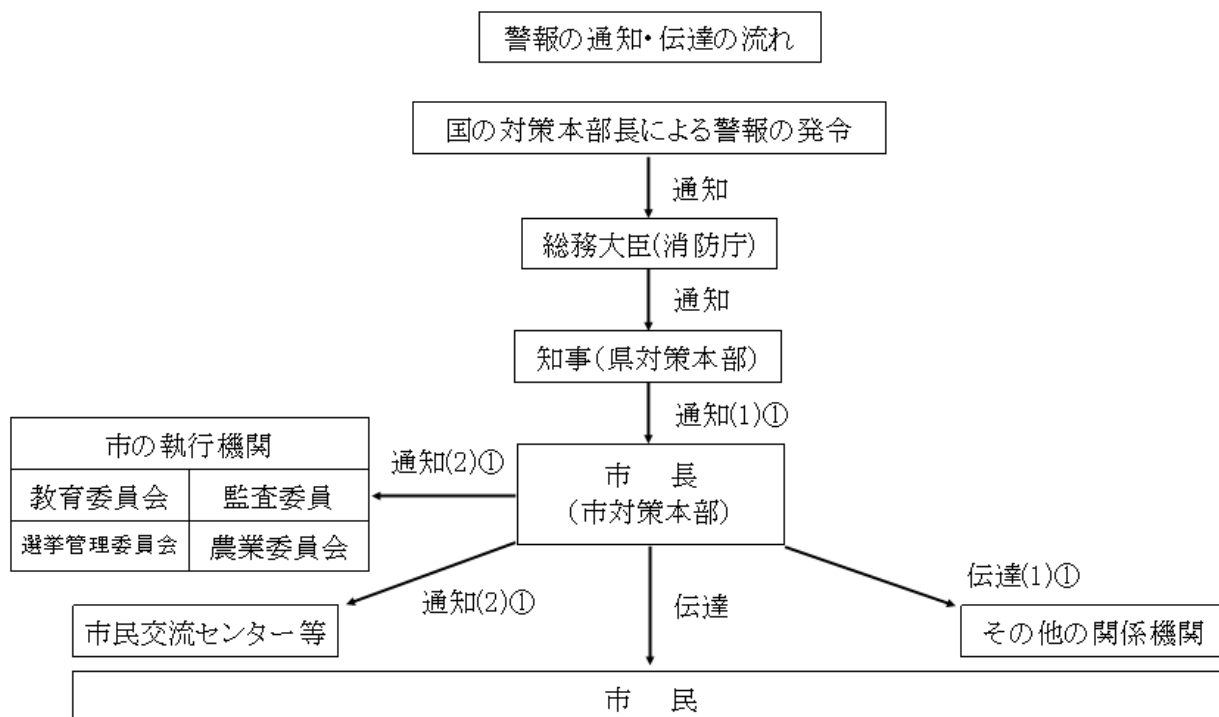 警報の通知・伝達の流れ
国の対策本部長による警報の発令
通知
総務大臣(消防庁)
通知
知事(県対策本部)
通知(1)①
市の執行機関
教育委員会
監査委員
選挙管理委員会
農業委員会
通知(2)①
市　長
(市対策本部)
通知(2)①
伝達
伝達(1)①
市民交流センター等
その他の関係機関
市　民